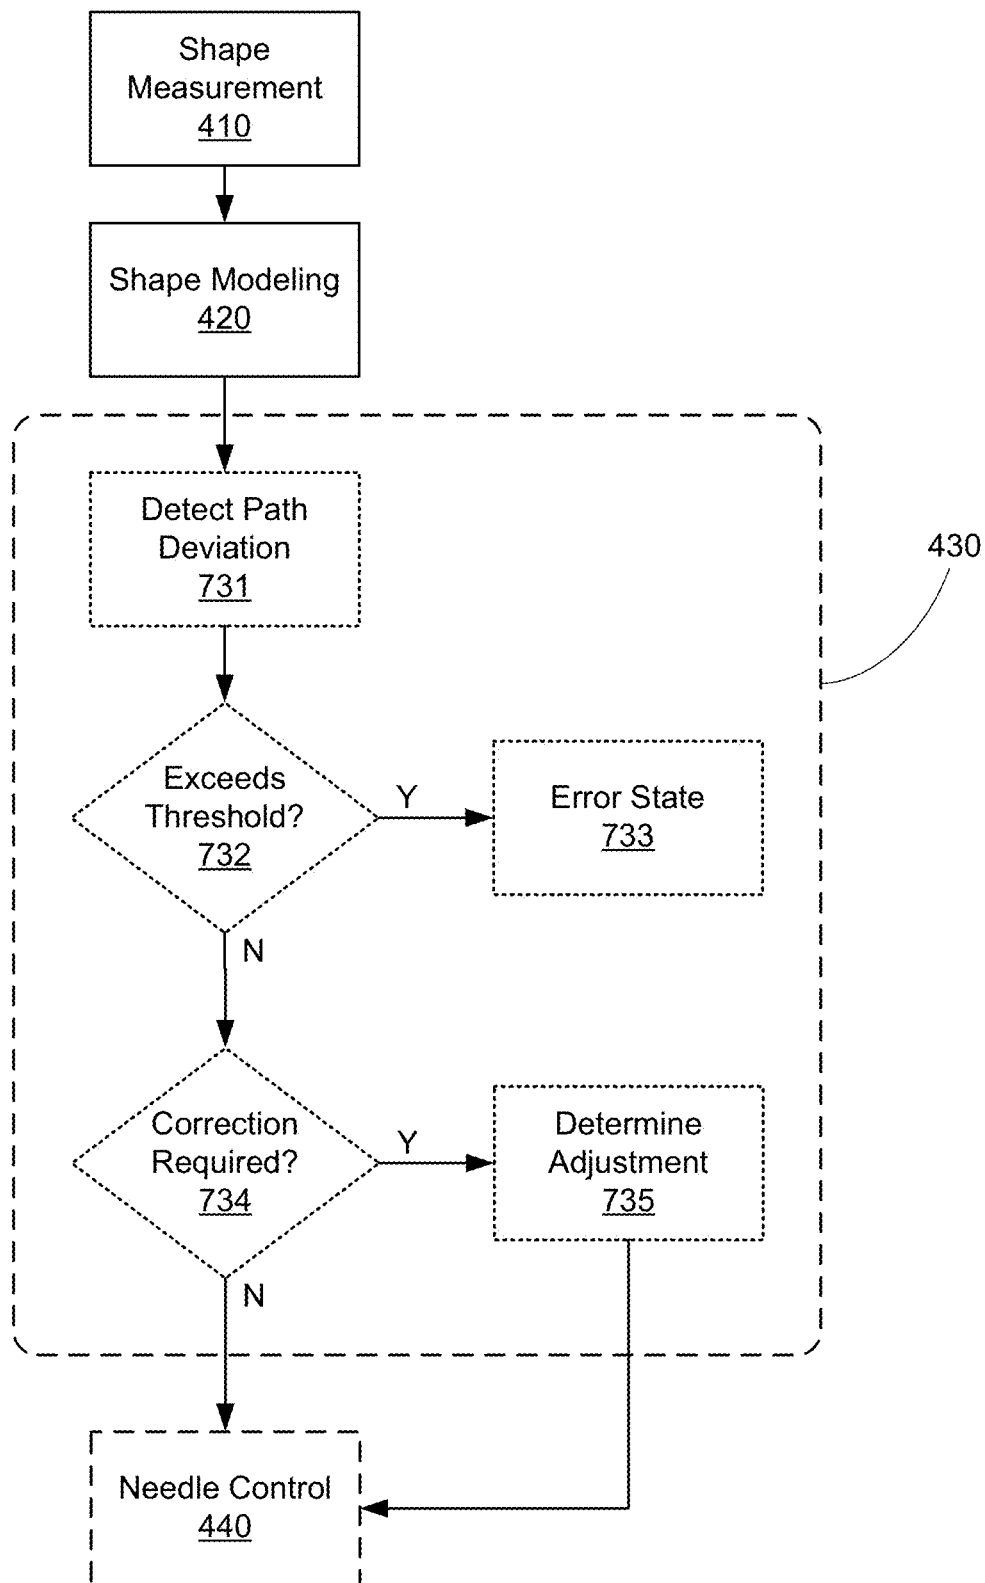 Shape
Measurement
410
Shape Modeling
420
Detect Path
Deviation
731
430
Exceeds
Threshold?
732
Y
Error State
733
N
Correction
Required?
734
Y
Determine
Adjustment
735
N
Needle Control
440